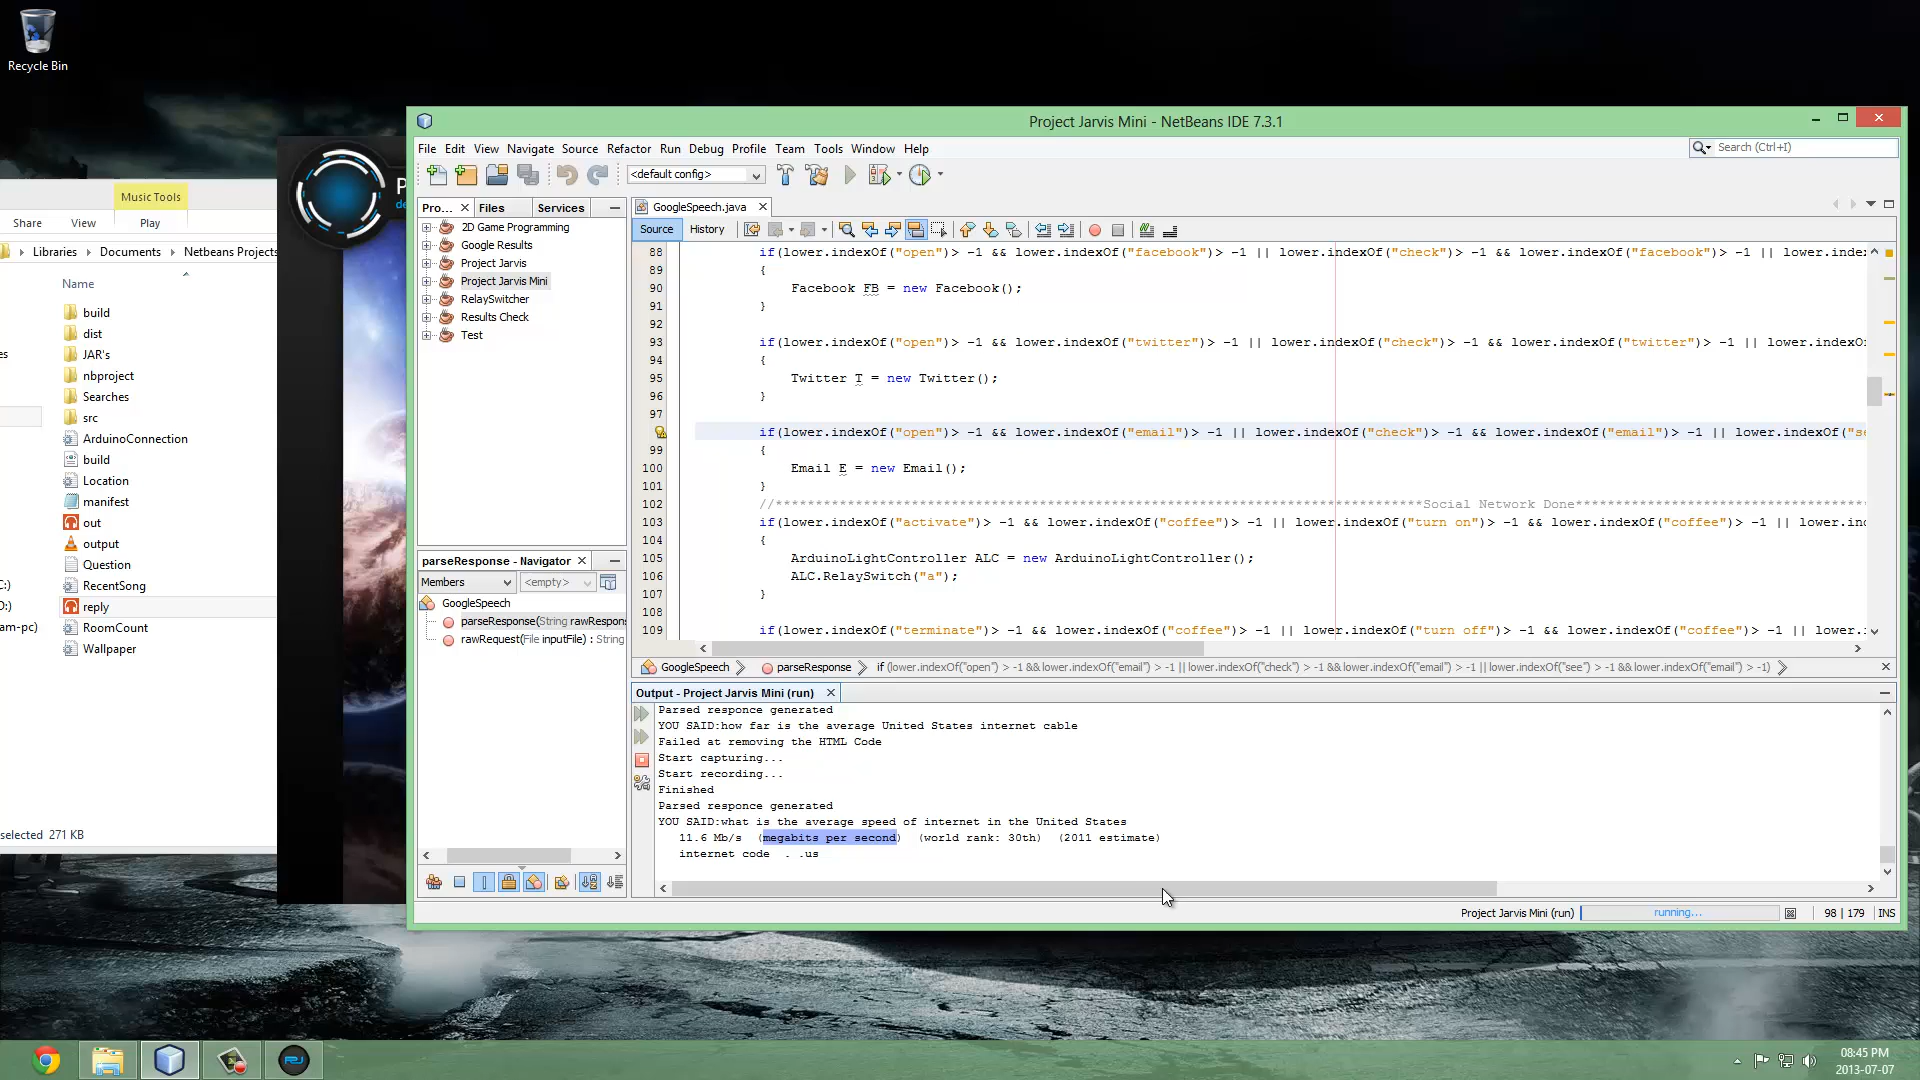 Recycle Bin
Project Jarvis Mini - NetBeans IDE 7.3.1
File Edit View Navigate Source Refactor Run Debug Profile Team Tools Window Help
Search (Ctrl+I)
<default config>
Music Tools
Share View Play
Libraries Documents Netbeans Projects
Name
build
dist
JAR's
nbproject
Searches
src
ArduinoConnection
build
Location
manifest
out
output
Question
RecentSong
reply
RoomCount
Wallpaper
C:)
D:)
am-pc)
selected 271 KB
P
de
Pro... Files Services
2D Game Programming
Google Results
Project Jarvis
Project Jarvis Mini
RelaySwitcher
Results Check
Test
parseResponse - Navigator
Members <empty>
GoogleSpeech
parseResponse(String rawRespon
rawRequest(File inputFile) : String
GoogleSpeech.java
Source History
88 if(lower.indexOf("open")> -1 && lower.indexOf("facebook")> -1 || lower.indexOf("check")> -1 && lower.indexOf("facebook")> -1 || lower.inde
89 {
90 Facebook FB = new Facebook();
91 }
92
93 if(lower.indexOf("open")> -1 && lower.indexOf("twitter")> -1 || lower.indexOf("check")> -1 && lower.indexOf("twitter")> -1 || lower.indexO
94 {
95 Twitter T = new Twitter();
96 }
97
if(lower.indexOf("open")> -1 && lower.indexOf("email")> -1 || lower.indexOf("check")> -1 && lower.indexOf("email")> -1 || lower.indexOf("se
99 {
100 Email E = new Email();
101 }
102 //*********************************************************************************Social Network Done*************************************
103 if(lower.indexOf("activate")> -1 && lower.indexOf("coffee")> -1 || lower.indexOf("turn on")> -1 && lower.indexOf("coffee")> -1 || lower.in
104 {
105 ArduinoLightController ALC = new ArduinoLightController();
106 ALC.RelaySwitch("a");
107 }
108
109 if(lower.indexOf("terminate")> -1 && lower.indexOf("coffee")> -1 || lower.indexOf("turn off")> -1 && lower.indexOf("coffee")> -1 || lower.
GoogleSpeech parseResponse if (lower.indexOf("open") > -1 && lower.indexOf("email") > -1 || lower.indexOf("check") > -1 && lower.indexOf("email") > -1 || lower.indexOf("see") > -1 && lower.indexOf("email") > -1)
Output - Project Jarvis Mini (run)
Parsed responce generated
YOU SAID:how far is the average United States internet cable
Failed at removing the HTML Code
Start capturing...
Start recording...
Finished
Parsed responce generated
YOU SAID:what is the average speed of internet in the United States
11.6 Mb/s (megabits per second) (world rank: 30th) (2011 estimate)
internet code . .us
Project Jarvis Mini (run) running... 98 | 179 INS
08:45 PM
2013-07-07